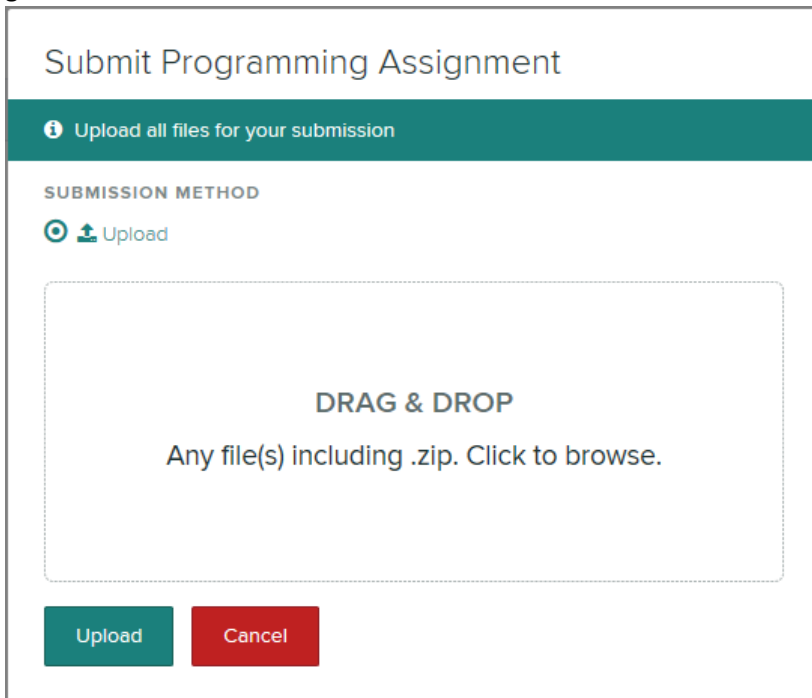 Submit Programming Assignment
Upload all files for your submission
SUBMISSION METHOD
Upload
DRAG & DROP
Any file(s) including .zip. Click to browse.
Upload
Cancel